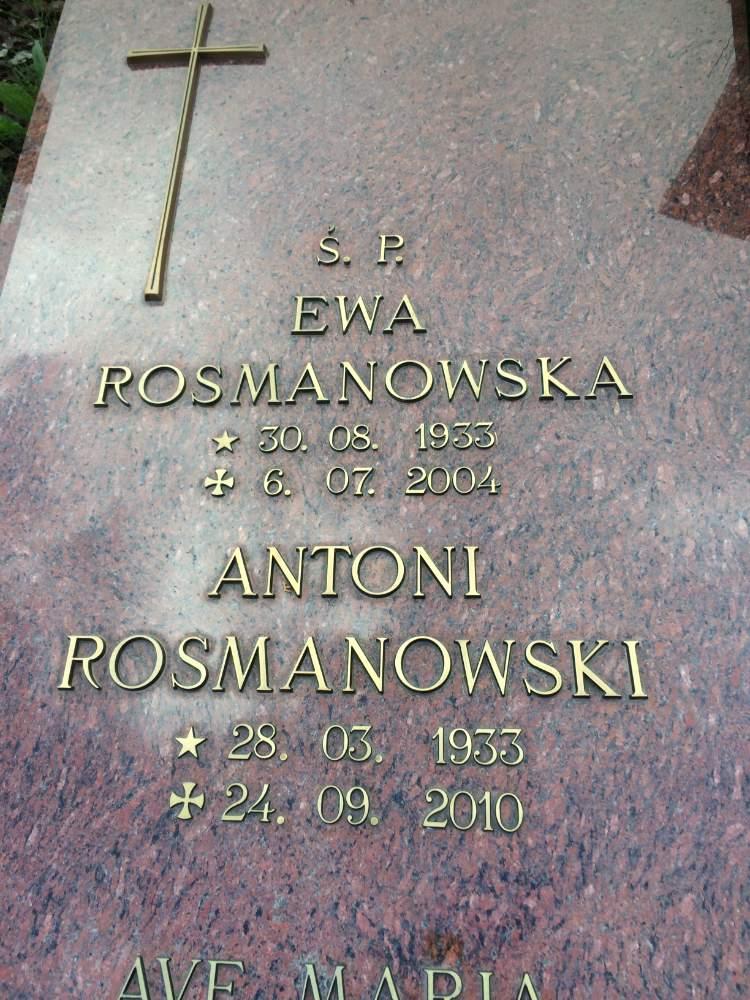 Ś. P.
EWA
ROSMANOWSKA
★ 30. 08. 1933
✠ 6. 07. 2004
ANTONI
ROSMANOWSKI
★ 28. 03. 1933
✠ 24. 09. 2010
AVE MARIA